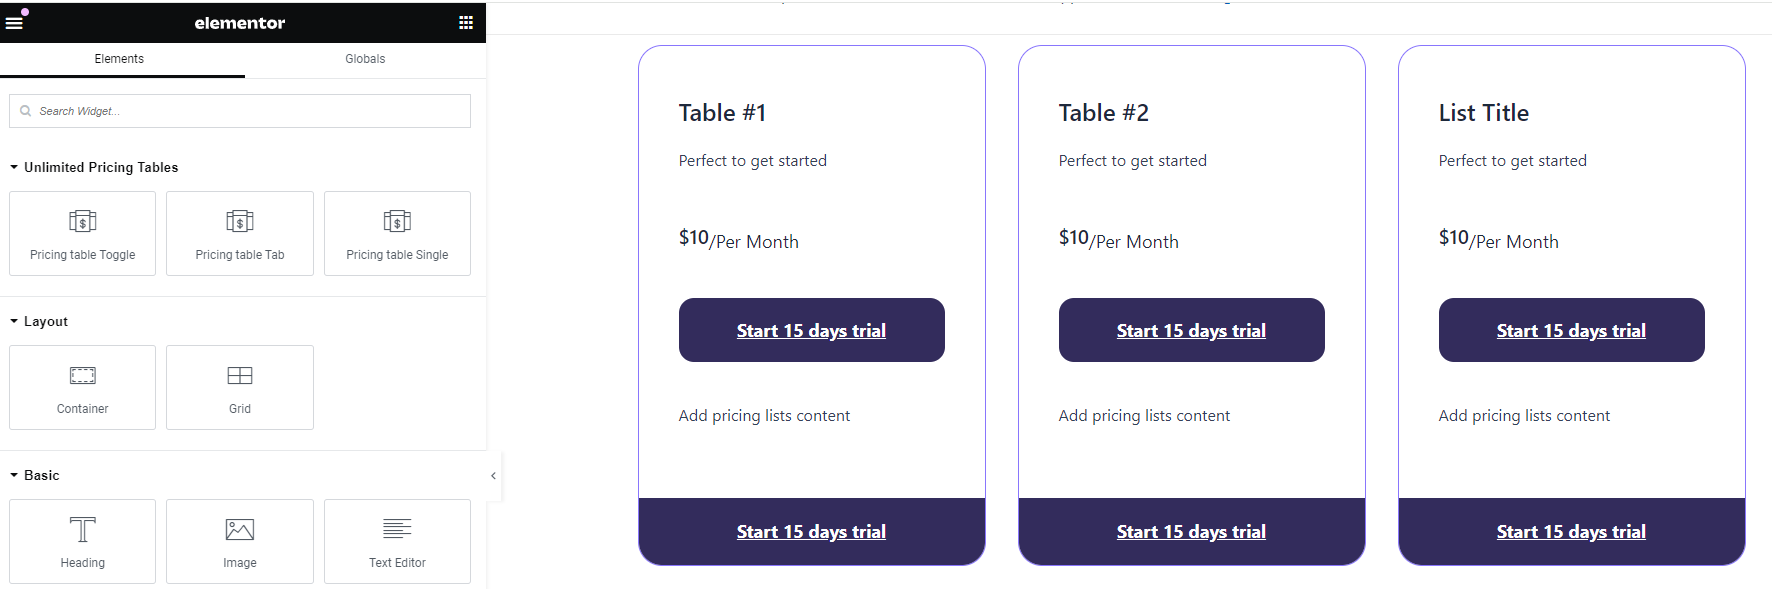 elementor
Elements
Globals
Search Widget...
Unlimited Pricing Tables
Pricing table Toggle
Pricing table Tab
Pricing table Single
Layout
Container
Grid
Basic
Heading
Image
Text Editor
Table #1
Perfect to get started
$10/Per Month
Start 15 days trial
Add pricing lists content
Start 15 days trial
Table #2
Perfect to get started
$10/Per Month
Start 15 days trial
Add pricing lists content
Start 15 days trial
List Title
Perfect to get started
$10/Per Month
Start 15 days trial
Add pricing lists content
Start 15 days trial